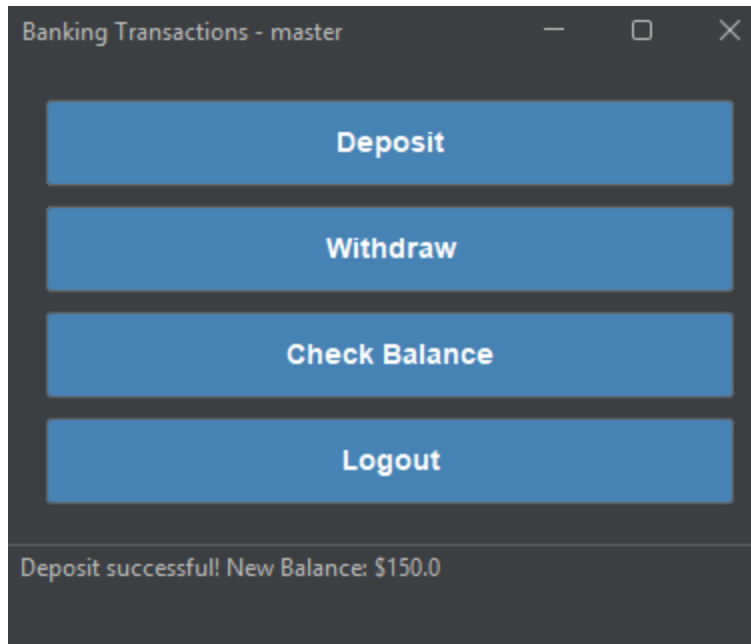 Banking Transactions - master
Deposit
Withdraw
Check Balance
Logout
Deposit successful! New Balance: $150.0